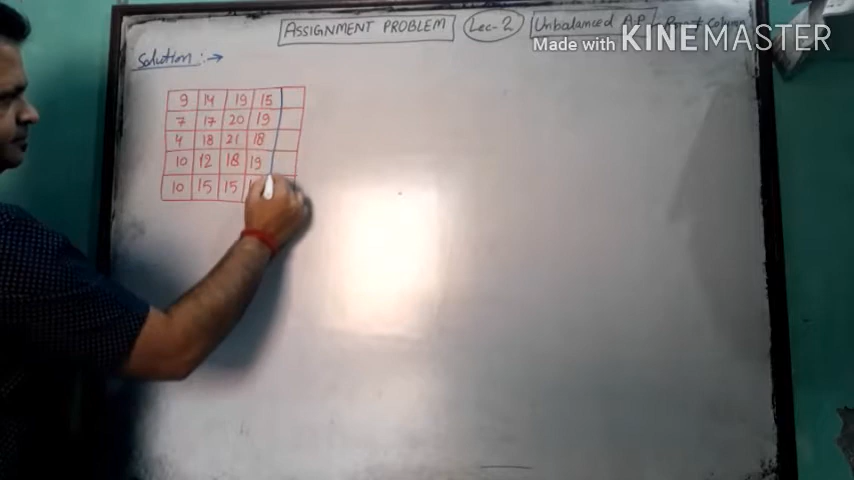 ASSIGNMENT PROBLEM Lec-2 Unbalanced A.P
Made with KINEMASTER
Solution :→
9 14 19 15
7 17 20 19
4 18 21 18
10 12 18 19
10 15 15